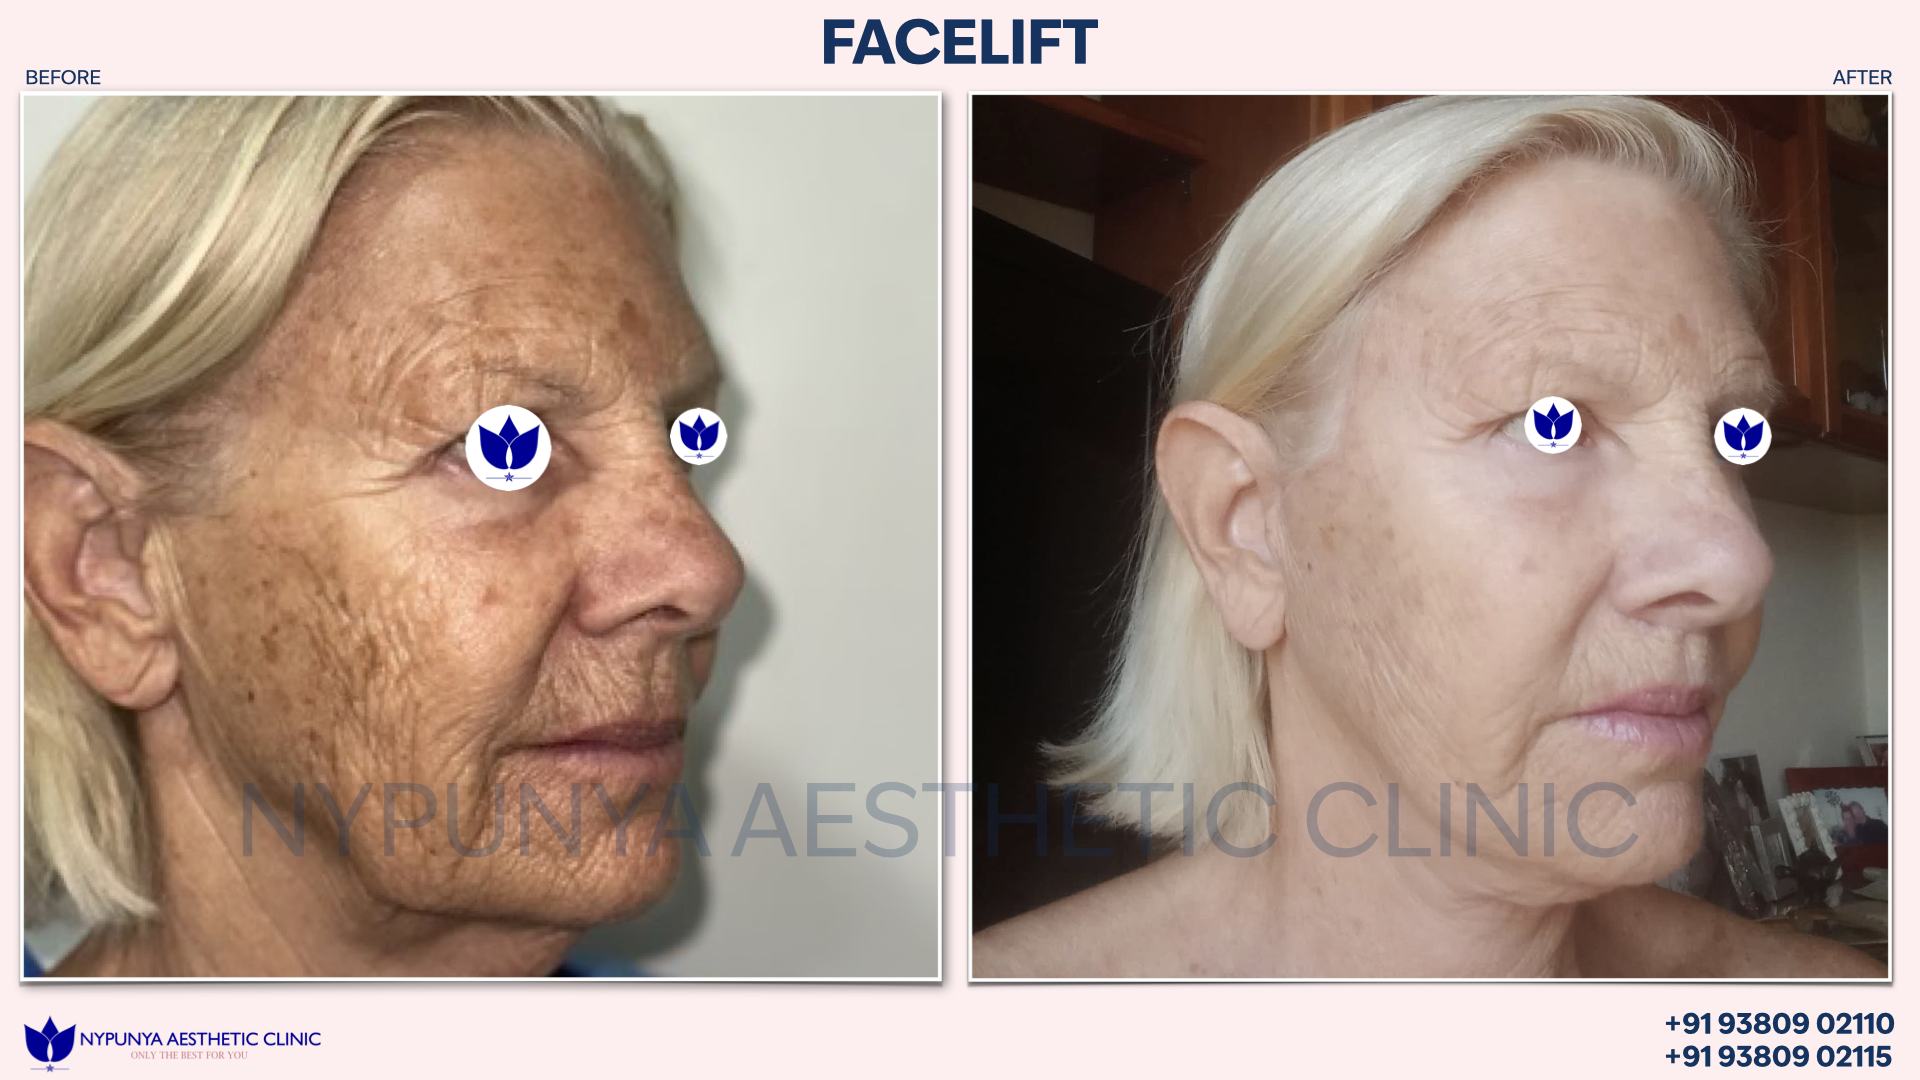 FACELIFT
BEFORE
AFTER
NYPUNYA AESTHETIC CLINIC
NYPUNYA AESTHETIC CLINIC
ONLY THE BEST FOR YOU
+91 93809 02110
+91 93809 02115